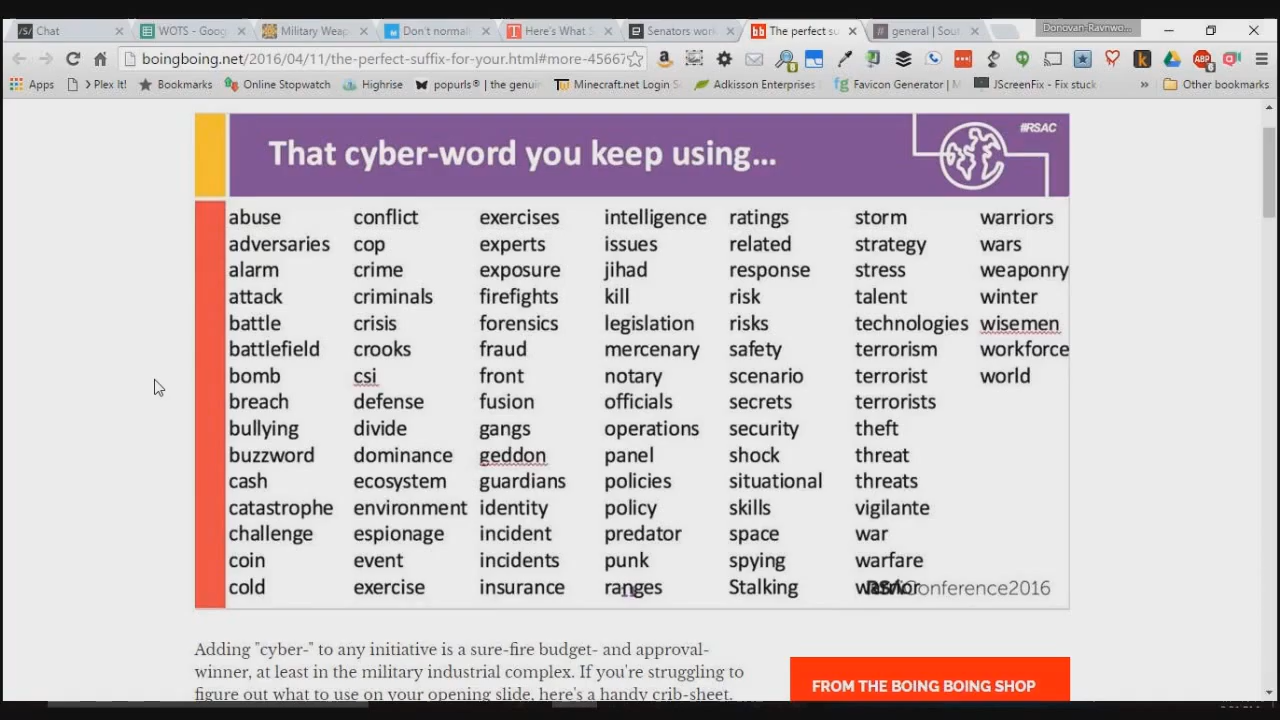 Chat'
WOTS - Goog
Military Weap
Don't normali
Here's What S
Senators work
The perfect su
general | Sout
Donovan-Ravnwe...
boingboing.net/2016/04/11/the-perfect-suffix-for-your.html#more-45667
Apps
> Plex It!
Bookmarks
Online Stopwatch
Highrise
popurls® | the genuin
Minecraft.net Login S
Adkisson Enterprises
Favicon Generator | M
JScreenFix - Fix stuck
»
Other bookmarks
#RSAC
That cyber-word you keep using...
abuse conflict exercises intelligence ratings storm warriors
adversaries cop experts issues related strategy wars
alarm crime exposure jihad response stress weaponry
attack criminals firefights kill risk talent winter
battle crisis forensics legislation risks technologies wisemen
battlefield crooks fraud mercenary safety terrorism workforce
bomb csi front notary scenario terrorist world
breach defense fusion officials secrets terrorists
bullying divide gangs operations security theft
buzzword dominance geddon panel shock threat
cash ecosystem guardians policies situational threats
catastrophe environment identity policy skills vigilante
challenge espionage incident predator space war
coin event incidents punk spying warfare
cold exercise insurance ranges Stalking warrior
RSAConference2016
Adding "cyber-" to any initiative is a sure-fire budget- and approval-
winner, at least in the military industrial complex. If you're struggling to
figure out what to use on your opening slide, here's a handy crib-sheet.
FROM THE BOING BOING SHOP